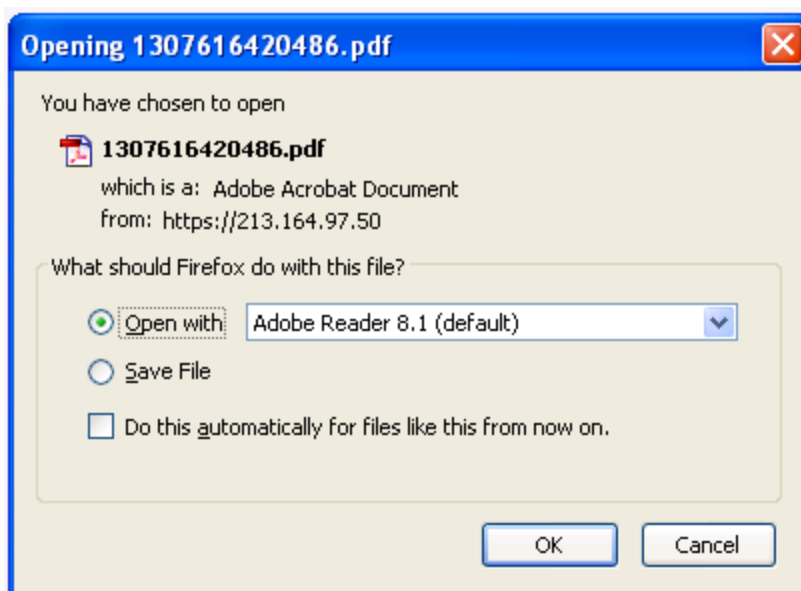 Opening 1307616420486.pdf
You have chosen to open
1307616420486.pdf
which is a: Adobe Acrobat Document
from: https://213.164.97.50
What should Firefox do with this file?
Open with Adobe Reader 8.1 (default)
Save File
Do this automatically for files like this from now on.
OK Cancel